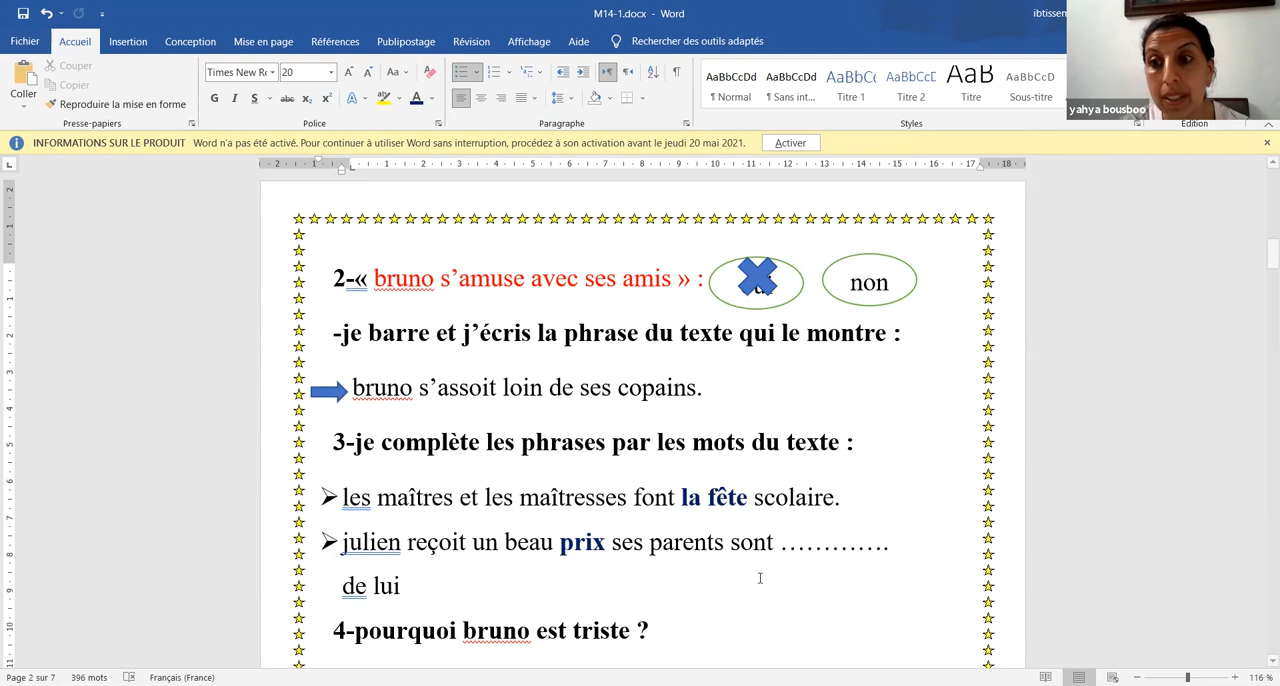 M14-1.docx - Word
ibtissem
Fichier Accueil Insertion Conception Mise en page Références Publipostage Révision Affichage Aide Rechercher des outils adaptés
Couper
Copier
Coller
Reproduire la mise en forme
Presse-papiers
Times New Ro 20
Police
Paragraphe
AaBbCcDd AaBbCcDd AaBbC AaBbCcD AaB AaBbCcD
¶ Normal ¶ Sans int... Titre 1 Titre 2 Titre Sous-titre
Styles
Edition
yahya bousboo
INFORMATIONS SUR LE PRODUIT Word n'a pas été activé. Pour continuer à utiliser Word sans interruption, procédez à son activation avant le jeudi 20 mai 2021. Activer
2-« bruno s’amuse avec ses amis » : non
-je barre et j’écris la phrase du texte qui le montre :
bruno s’assoit loin de ses copains.
3-je complète les phrases par les mots du texte :
les maîtres et les maîtresses font la fête scolaire.
julien reçoit un beau prix ses parents sont ………….
de lui
4-pourquoi bruno est triste ?
Page 2 sur 7 396 mots Français (France) 116 %